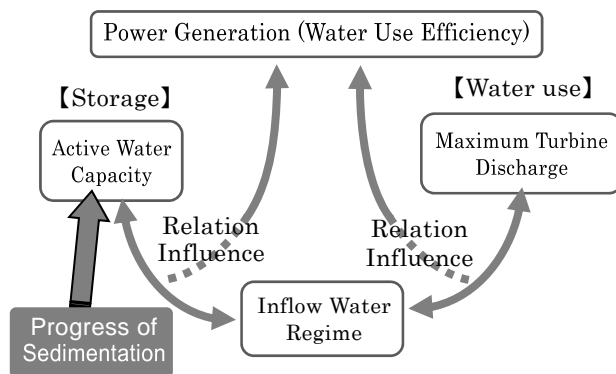 Power Generation (Water Use Efficiency)
【Storage】
【Water use】
Active Water
Capacity
Maximum Turbine
Discharge
Relation
Influence
Relation
Influence
Inflow Water
Regime
Progress of
Sedimentation